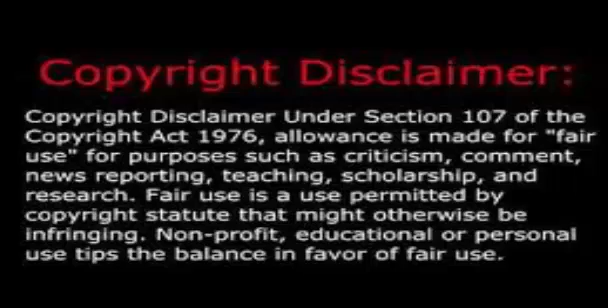 Copyright Disclaimer:
Copyright Disclaimer Under Section 107 of the
Copyright Act 1976, allowance is made for "fair
use" for purposes such as criticism, comment,
news reporting, teaching, scholarship, and
research. Fair use is a use permitted by
copyright statute that might otherwise be
infringing. Non-profit, educational or personal
use tips the balance in favor of fair use.